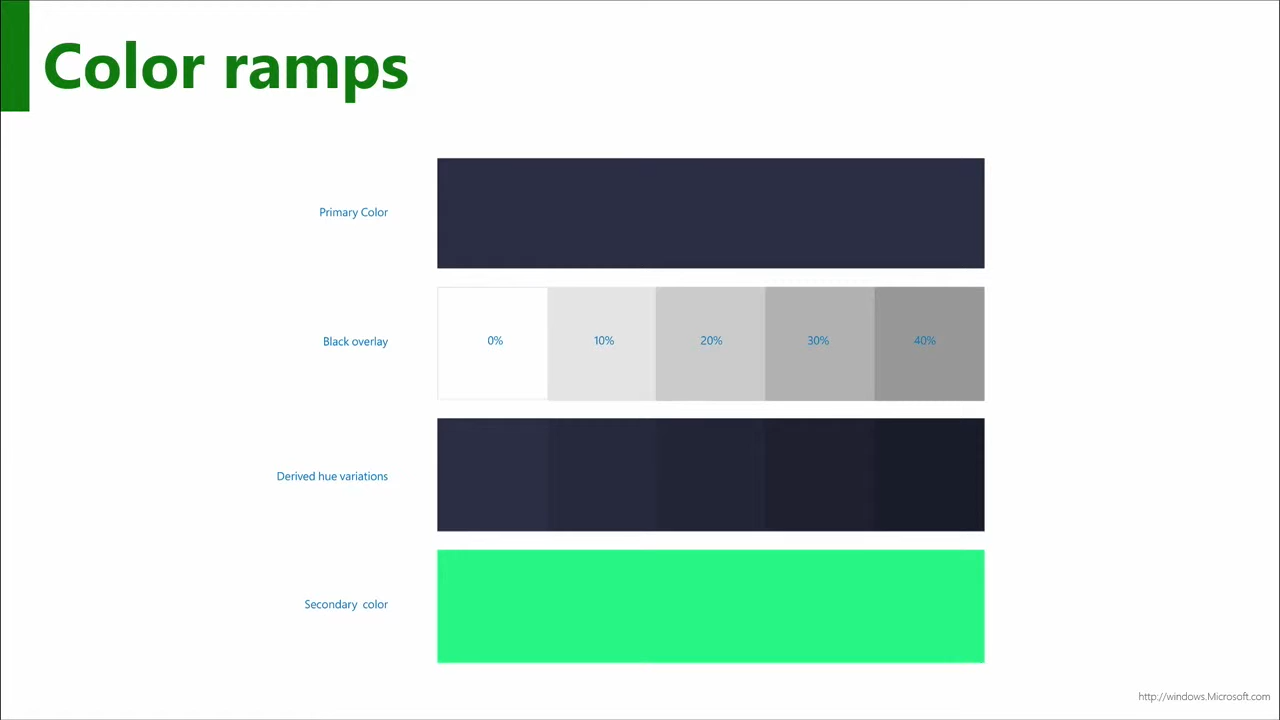 Color ramps
Primary Color
Black overlay
0% 10% 20% 30% 40%
Derived hue variations
Secondary color
http://windows.Microsoft.com